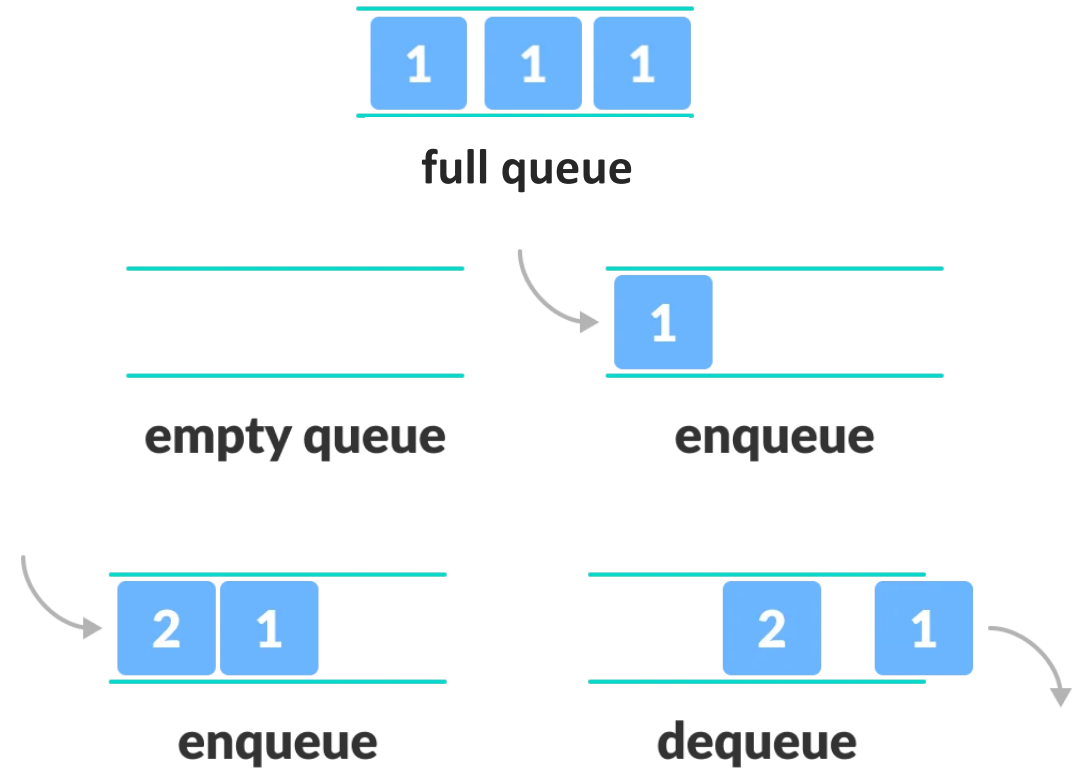 1 1 1
full queue
1
empty queue
enqueue
2 1
enqueue
2 1
dequeue